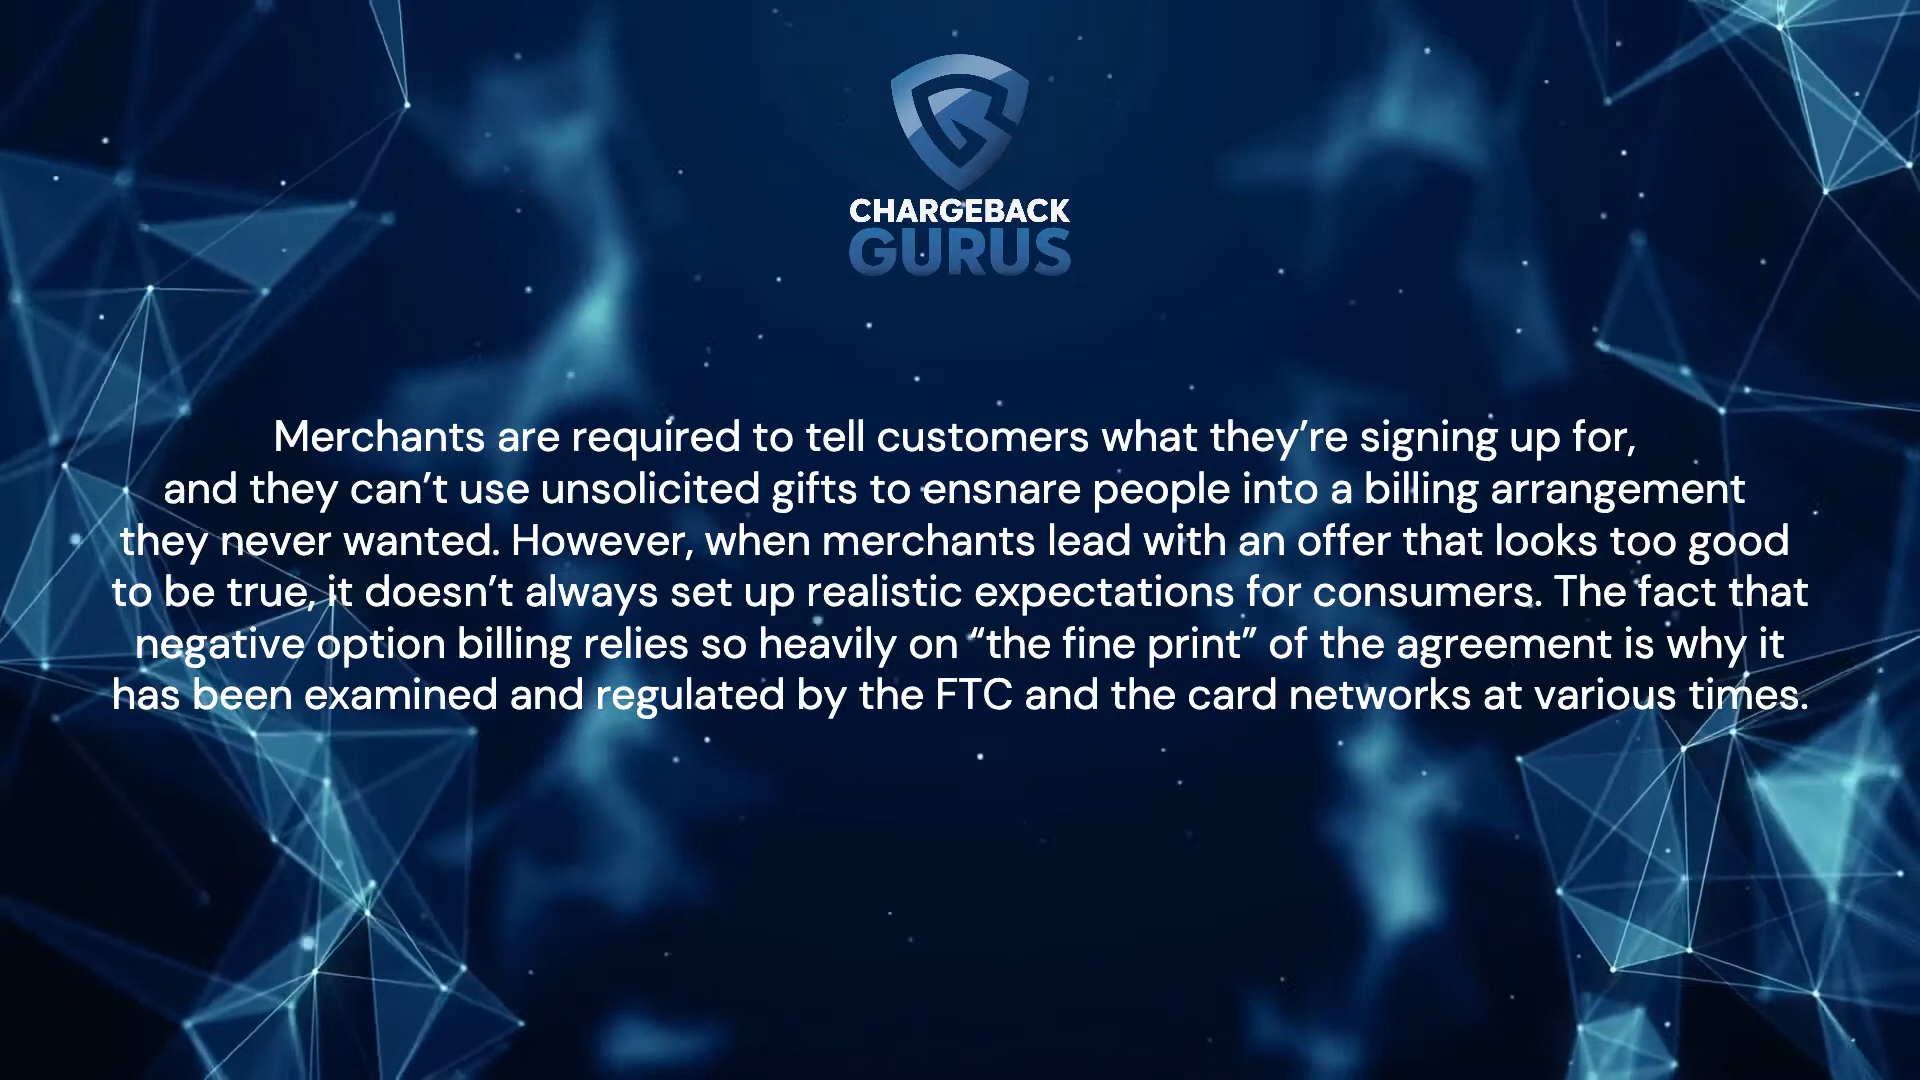 CHARGEBACK
GURUS
Merchants are required to tell customers what they’re signing up for,
and they can’t use unsolicited gifts to ensnare people into a billing arrangement
they never wanted. However, when merchants lead with an offer that looks too good
to be true, it doesn’t always set up realistic expectations for consumers. The fact that
negative option billing relies so heavily on “the fine print” of the agreement is why it
has been examined and regulated by the FTC and the card networks at various times.